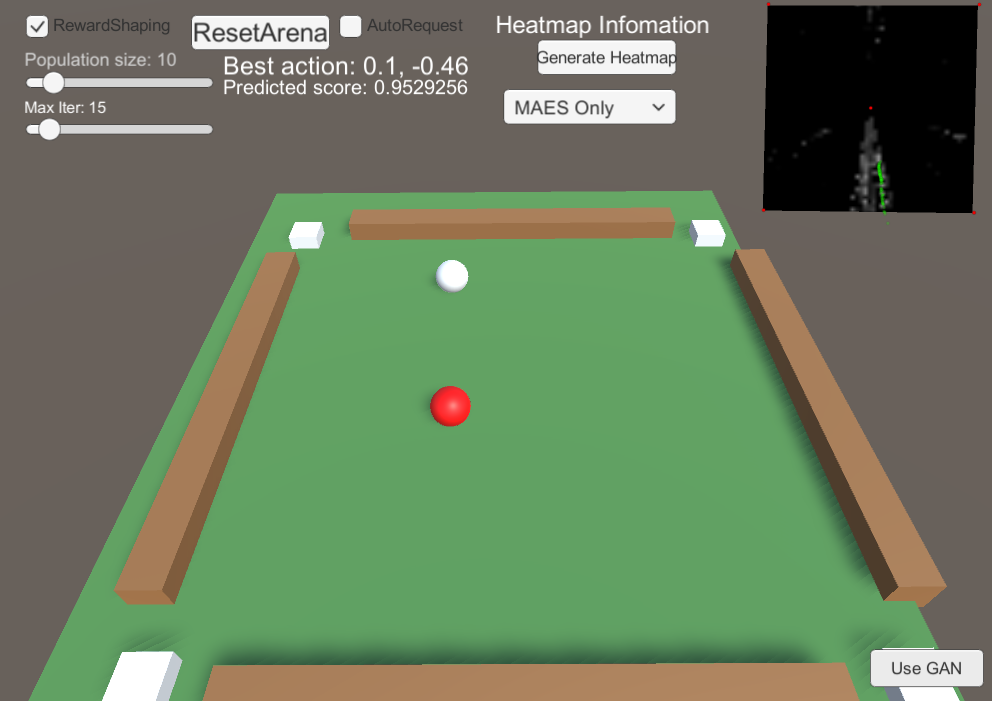 RewardShaping
ResetArena
AutoRequest
Heatmap Infomation
Population size: 10
Best action: 0.1, -0.46
Generate Heatmap
Predicted score: 0.9529256
Max Iter: 15
MAES Only
Use GAN